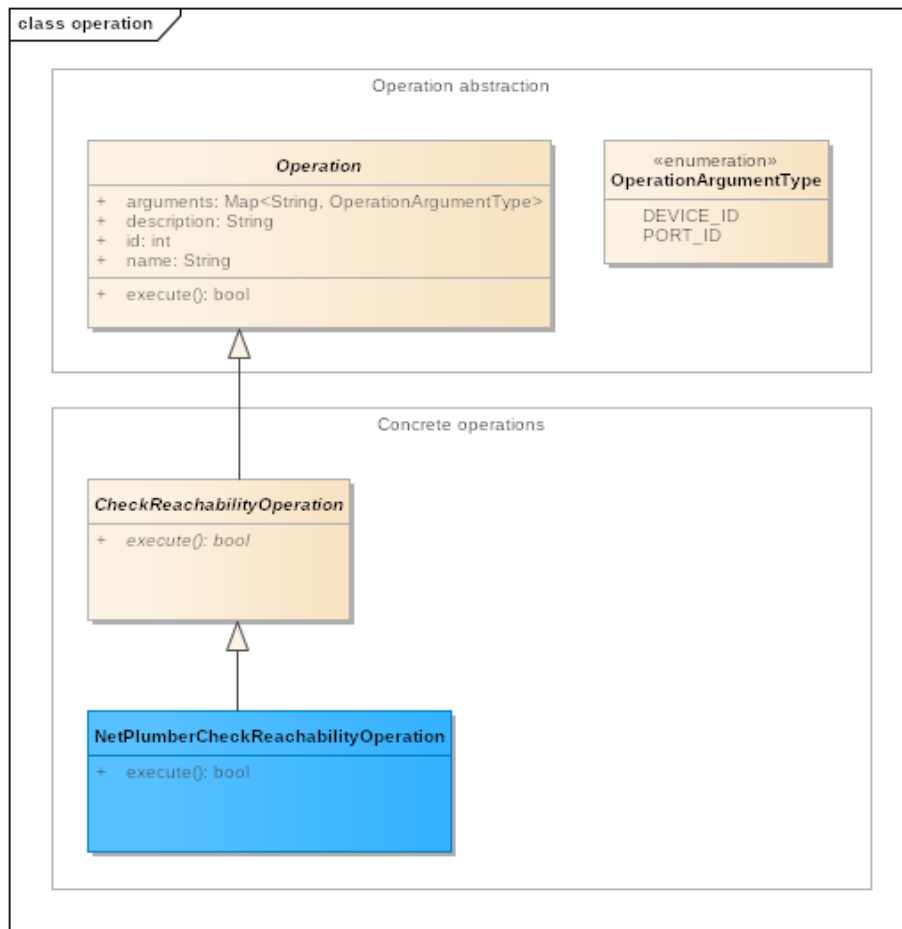 class operation
Operation abstraction
Operation
+ arguments: Map<String, OperationArgumentType>
+ description: String
+ id: int
+ name: String
+ execute(): bool
«enumeration»
OperationArgumentType
DEVICE_ID
PORT_ID
Concrete operations
CheckReachabilityOperation
+ execute(): bool
NetPlumberCheckReachabilityOperation
+ execute(): bool